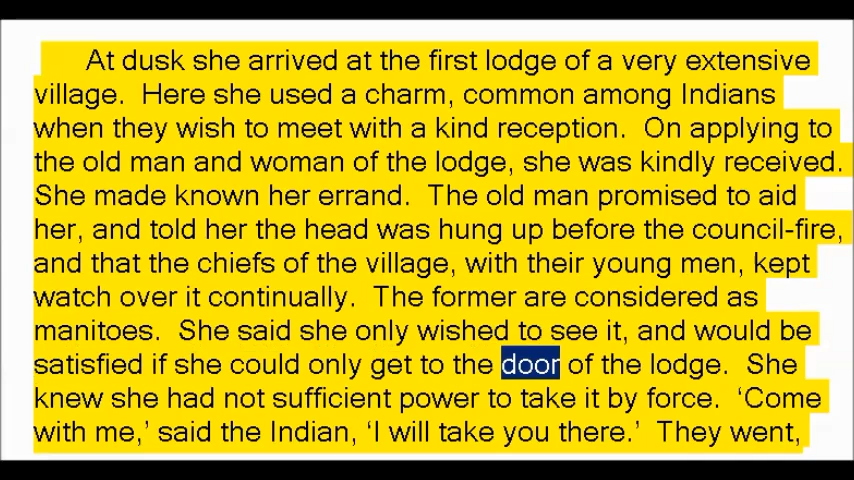 At dusk she arrived at the first lodge of a very extensive
village.  Here she used a charm, common among Indians
when they wish to meet with a kind reception.  On applying to
the old man and woman of the lodge, she was kindly received.
She made known her errand.  The old man promised to aid
her, and told her the head was hung up before the council-fire,
and that the chiefs of the village, with their young men, kept
watch over it continually.  The former are considered as
manitoes.  She said she only wished to see it, and would be
satisfied if she could only get to the door of the lodge.  She
knew she had not sufficient power to take it by force.  ‘Come
with me,’ said the Indian, ‘I will take you there.’  They went,